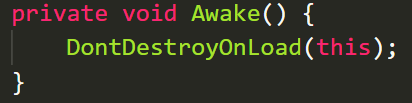 private void Awake() {
    DontDestroyOnLoad(this);
}